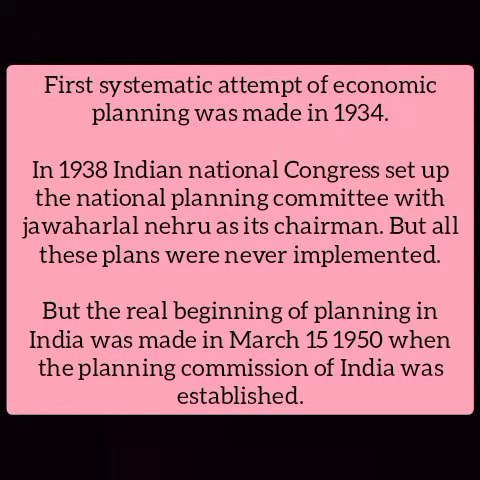 First systematic attempt of economic
planning was made in 1934.
In 1938 Indian national Congress set up
the national planning committee with
jawaharlal nehru as its chairman. But all
these plans were never implemented.
But the real beginning of planning in
India was made in March 15 1950 when
the planning commission of India was
established.